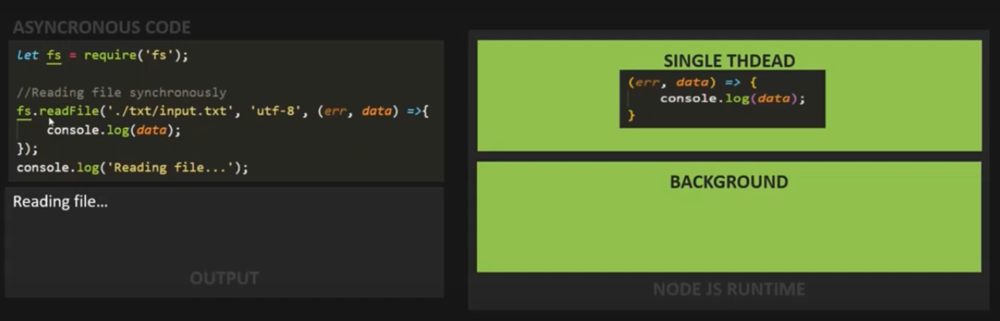 ASYNCRONOUS CODE
let fs = require('fs');
//Reading file synchronously
fs.readFile('./txt/input.txt', 'utf-8', (err, data) =>{
    console.log(data);
});
console.log('Reading file...');
Reading file...
OUTPUT
SINGLE THDEAD
(err, data) => {
    console.log(data);
}
BACKGROUND
NODE JS RUNTIME